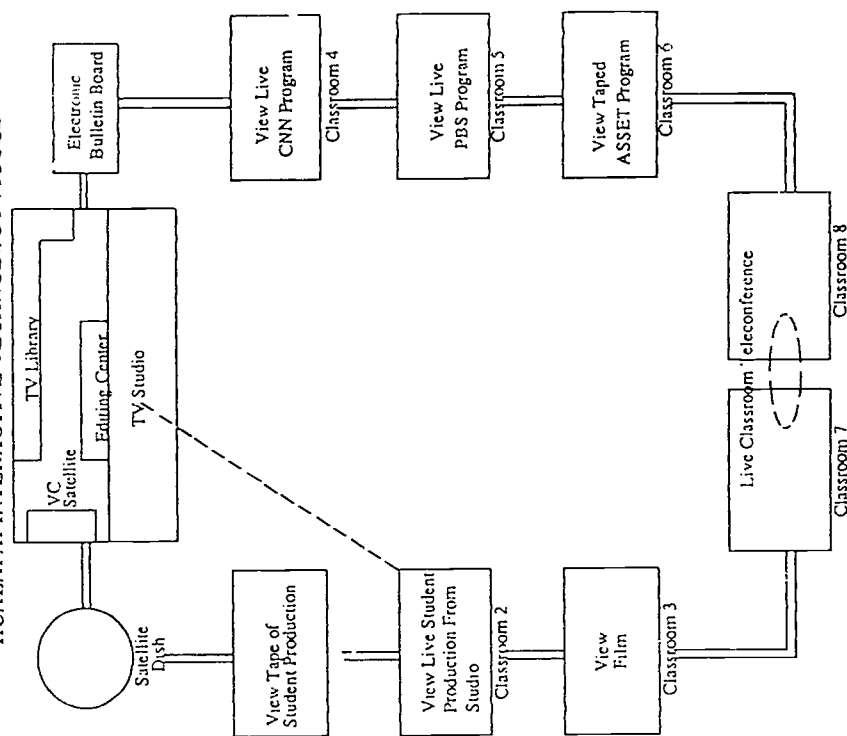 Satellite
Dish
VC
Satellite
TV Library
Editing Center
TV Studio
Electronic
Bulletin Board
View Tape of
Student Production
View Live Student
Production From
Studio
Classroom 2
View
Film
Classroom 3
View Live
CNN Program
Classroom 4
View Live
PBS Program
Classroom 5
View Taped
ASSET Program
Classroom 6
Live Classroom Teleconference
Classroom 7
Classroom 8